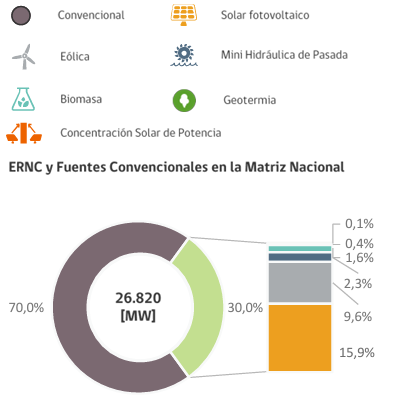 Convencional
Solar fotovoltaico
Eólica
Mini Hidráulica de Pasada
Biomasa
Geotermia
Concentración Solar de Potencia
ERNC y Fuentes Convencionales en la Matriz Nacional
0,1%
0,4%
1,6%
2,3%
9,6%
15,9%
70,0%
26.820
[MW]
30,0%